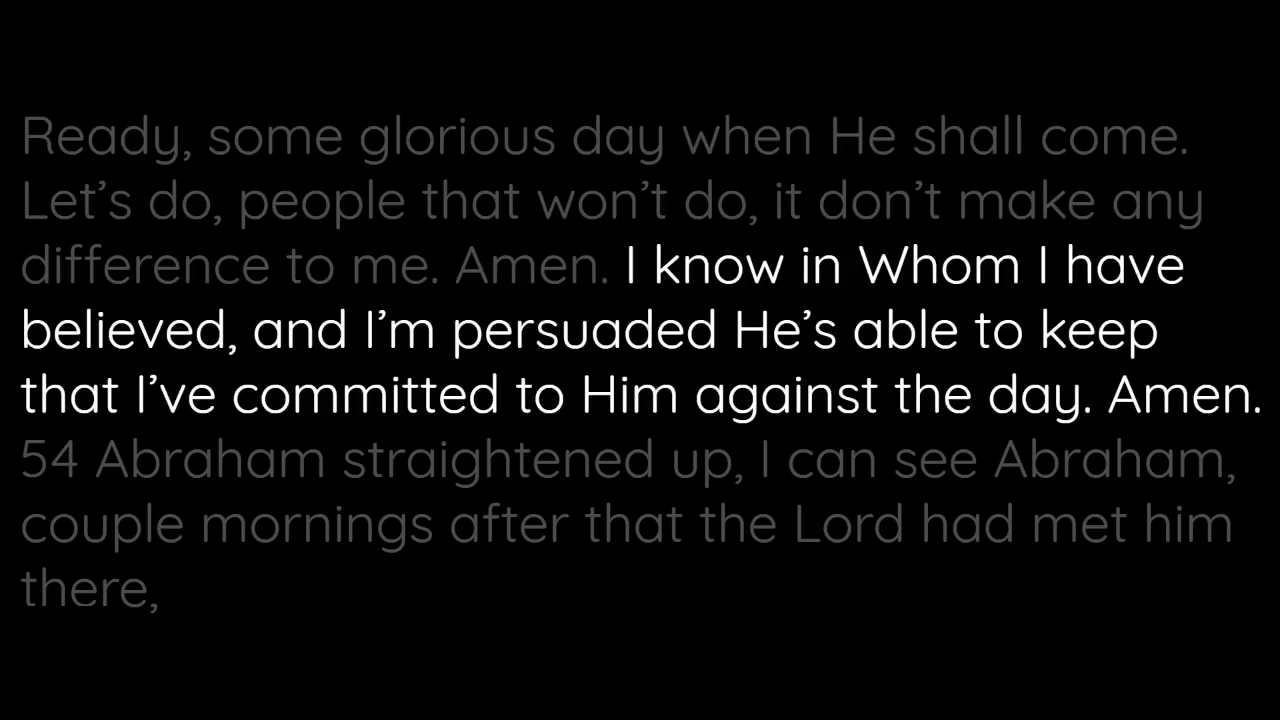 Ready, some glorious day when He shall come.
Let’s do, people that won’t do, it don’t make any
difference to me. Amen. I know in Whom I have
believed, and I’m persuaded He’s able to keep
that I’ve committed to Him against the day. Amen.
54 Abraham straightened up, I can see Abraham,
couple mornings after that the Lord had met him
there,